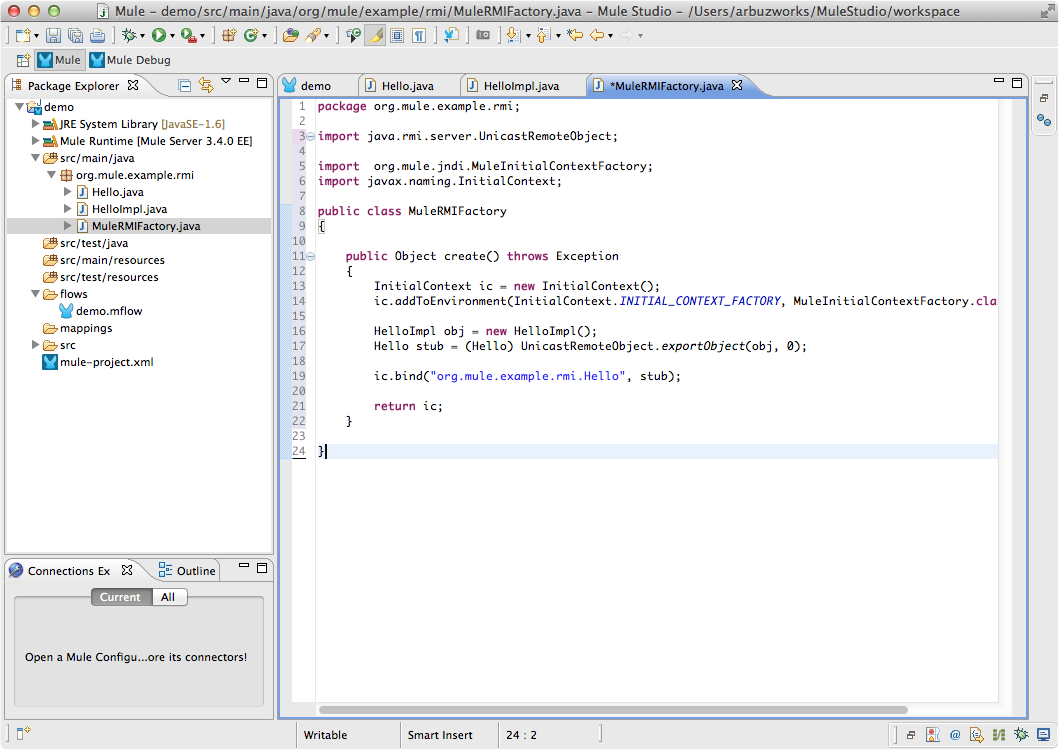 Mule – demo/src/main/java/org/mule/example/rmi/MuleRMIFactory.java – Mule Studio – /Users/arbuzworks/MuleStudio/workspace
Mule Mule Debug
Package Explorer
demo
JRE System Library [JavaSE-1.6]
Mule Runtime [Mule Server 3.4.0 EE]
src/main/java
org.mule.example.rmi
Hello.java
HelloImpl.java
MuleRMIFactory.java
src/test/java
src/main/resources
src/test/resources
flows
demo.mflow
mappings
src
mule-project.xml
Connections Ex Outline
Current All
Open a Mule Configu...ore its connectors!
demo Hello.java HelloImpl.java *MuleRMIFactory.java
1 package org.mule.example.rmi;
2
3 import java.rmi.server.UnicastRemoteObject;
4
5 import  org.mule.jndi.MuleInitialContextFactory;
6 import javax.naming.InitialContext;
7
8 public class MuleRMIFactory
9 {
10
11     public Object create() throws Exception
12     {
13         InitialContext ic = new InitialContext();
14         ic.addToEnvironment(InitialContext.INITIAL_CONTEXT_FACTORY, MuleInitialContextFactory.cla
15
16         HelloImpl obj = new HelloImpl();
17         Hello stub = (Hello) UnicastRemoteObject.exportObject(obj, 0);
18
19         ic.bind("org.mule.example.rmi.Hello", stub);
20
21         return ic;
22     }
23
24 }
Writable Smart Insert 24 : 2